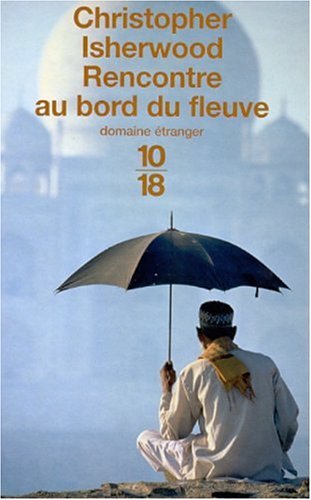 Christopher
Isherwood
Rencontre
au bord du fleuve
domaine étranger
10
18